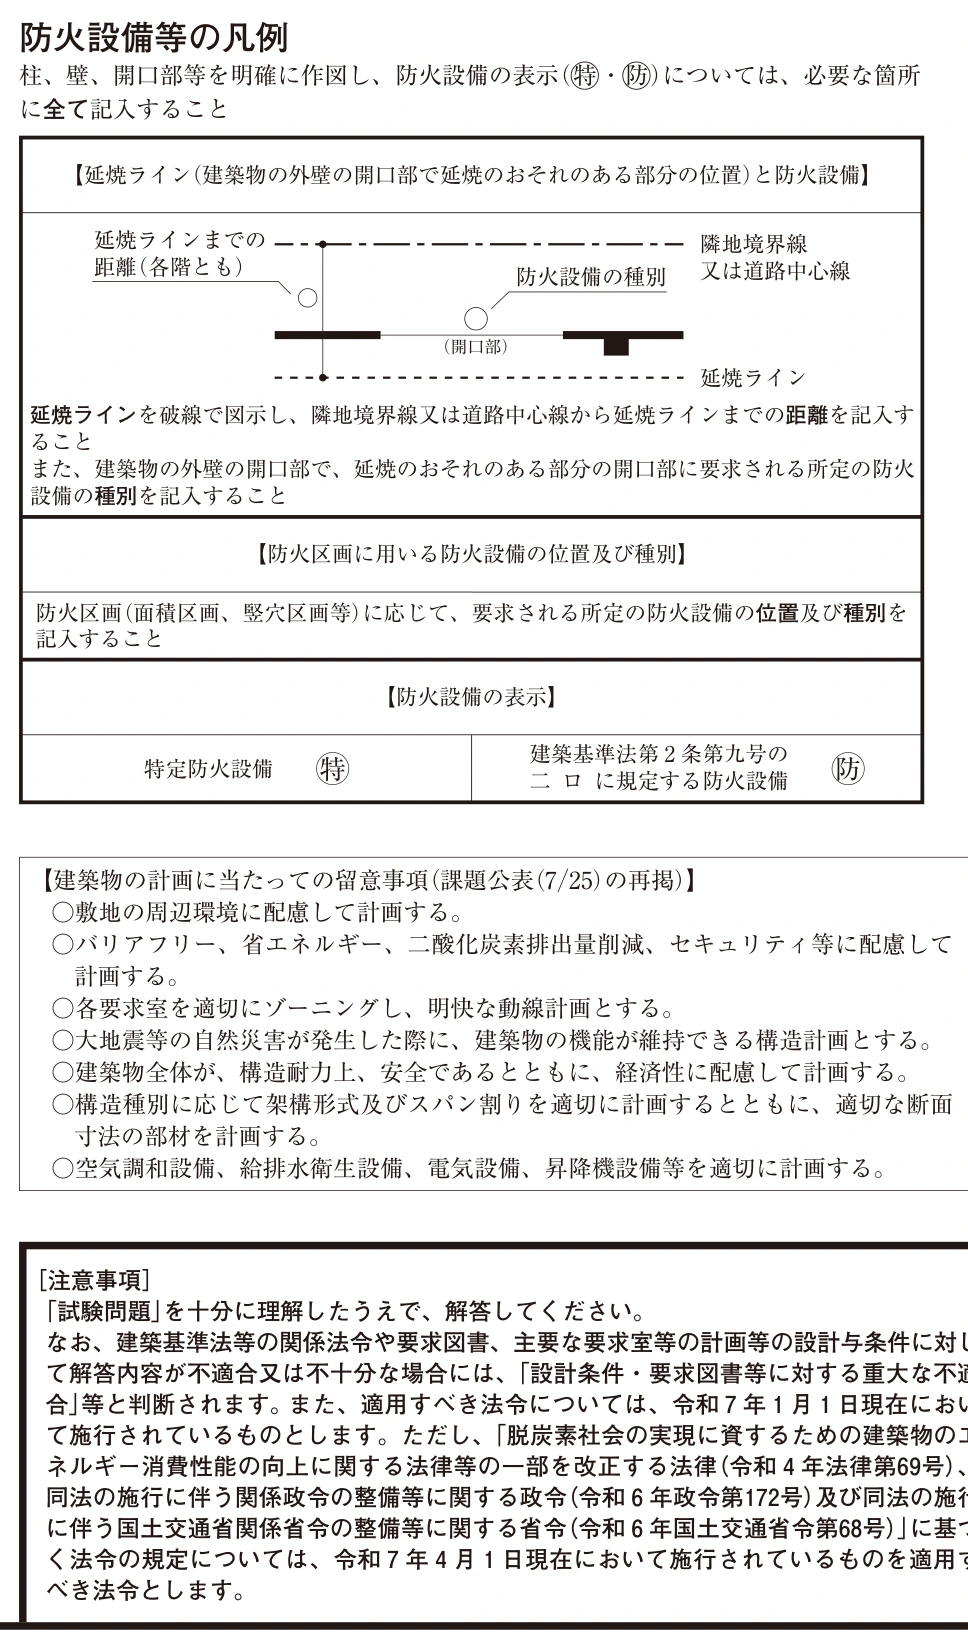 防火設備等の凡例
柱、壁、開口部等を明確に作図し、防火設備の表示(㊕・防)については、必要な箇所
に全て記入すること
【延焼ライン(建築物の外壁の開口部で延焼のおそれのある部分の位置)と防火設備】
延焼ラインまでの
距離(各階とも)
隣地境界線
又は道路中心線
防火設備の種別
(開口部)
延焼ライン
延焼ラインを破線で図示し、隣地境界線又は道路中心線から延焼ラインまでの距離を記入す
ること
また、建築物の外壁の開口部で、延焼のおそれのある部分の開口部に要求される所定の防火
設備の種別を記入すること
【防火区画に用いる防火設備の位置及び種別】
防火区画(面積区画、竪穴区画等)に応じて、要求される所定の防火設備の位置及び種別を
記入すること
【防火設備の表示】
特定防火設備 ㊕
建築基準法第2条第九号の
二 ロ に規定する防火設備 防
【建築物の計画に当たっての留意事項(課題公表(7/25)の再掲)】
○敷地の周辺環境に配慮して計画する。
○バリアフリー、省エネルギー、二酸化炭素排出量削減、セキュリティ等に配慮して
計画する。
○各要求室を適切にゾーニングし、明快な動線計画とする。
○大地震等の自然災害が発生した際に、建築物の機能が維持できる構造計画とする。
○建築物全体が、構造耐力上、安全であるとともに、経済性に配慮して計画する。
○構造種別に応じて架構形式及びスパン割りを適切に計画するとともに、適切な断面
寸法の部材を計画する。
○空気調和設備、給排水衛生設備、電気設備、昇降機設備等を適切に計画する。
[注意事項]
「試験問題」を十分に理解したうえで、解答してください。
なお、建築基準法等の関係法令や要求図書、主要な要求室等の計画等の設計与条件に対し
て解答内容が不適合又は不十分な場合には、「設計条件・要求図書等に対する重大な不適
合」等と判断されます。また、適用すべき法令については、令和7年1月1日現在におい
て施行されているものとします。ただし、「脱炭素社会の実現に資するための建築物のエ
ネルギー消費性能の向上に関する法律等の一部を改正する法律(令和4年法律第69号)、
同法の施行に伴う関係政令の整備等に関する政令(令和6年政令第172号)及び同法の施行
に伴う国土交通省関係省令の整備等に関する省令(令和6年国土交通省令第68号)」に基づ
く法令の規定については、令和7年4月1日現在において施行されているものを適用す
べき法令とします。